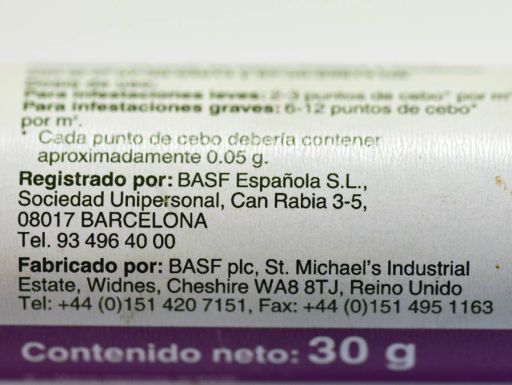 Para infestaciones leves: 2-3 puntos de cebo* por m²
Para infestaciones graves: 6-12 puntos de cebo*
por m².
* Cada punto de cebo debería contener
aproximadamente 0.05 g.
Registrado por: BASF Española S.L.,
Sociedad Unipersonal, Can Rabia 3-5,
08017 BARCELONA
Tel. 93 496 40 00
Fabricado por: BASF plc, St. Michael's Industrial
Estate, Widnes, Cheshire WA8 8TJ, Reino Unido
Tel: +44 (0)151 420 7151, Fax: +44 (0)151 495 1163
Contenido neto: 30 g